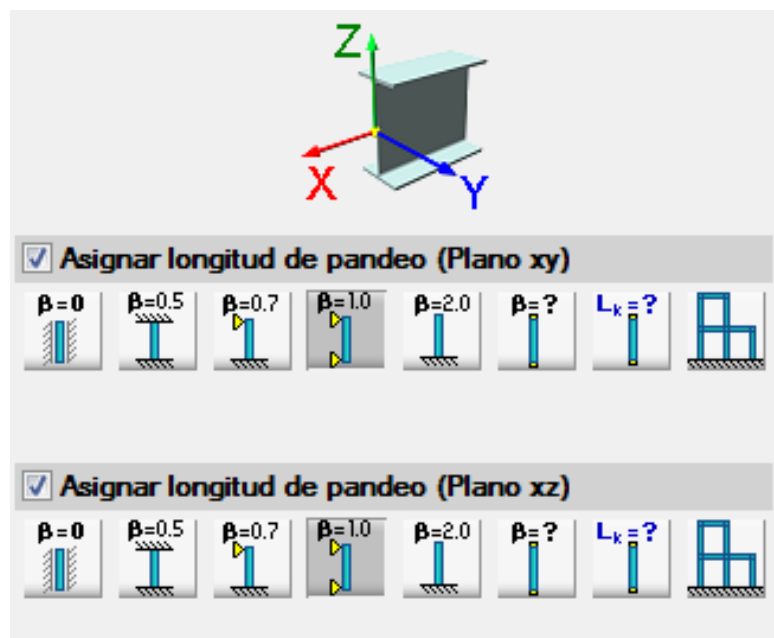 Z
X
Y
Asignar longitud de pandeo (Plano xy)
β=0 β=0.5 β=0.7 β=1.0 β=2.0 β=? Lk=?
Asignar longitud de pandeo (Plano xz)
β=0 β=0.5 β=0.7 β=1.0 β=2.0 β=? Lk=?